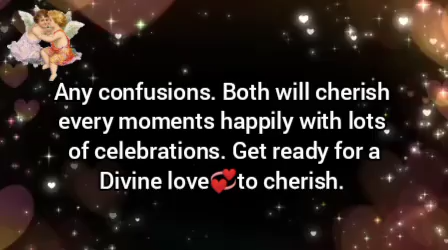 Any confusions. Both will cherish
every moments happily with lots
of celebrations. Get ready for a
Divine love💞to cherish.